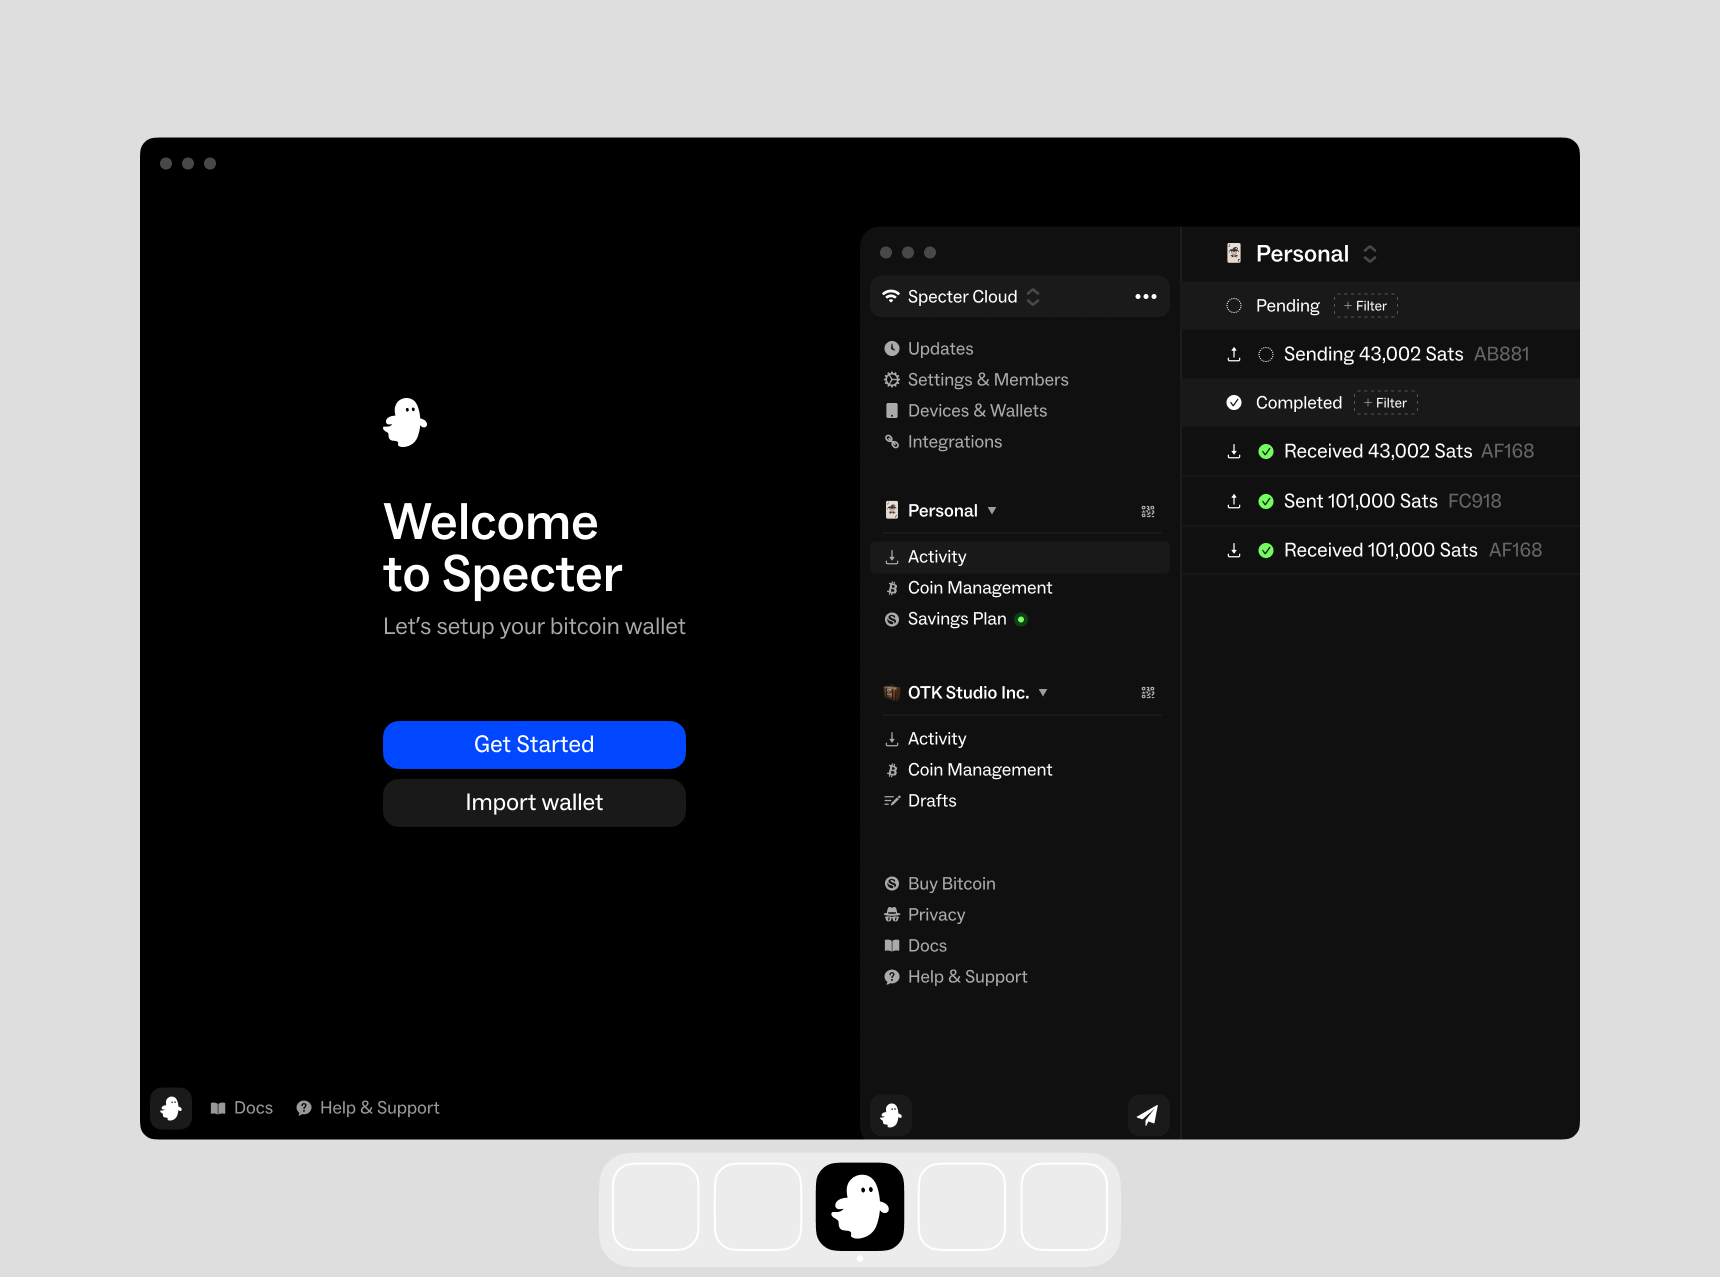 Welcome
to Specter
Let's setup your bitcoin wallet
Get Started
Import wallet
Docs
Help & Support
Specter Cloud
Updates
Settings & Members
Devices & Wallets
Integrations
Personal
Activity
Coin Management
Savings Plan
OTK Studio Inc.
Activity
Coin Management
Drafts
Buy Bitcoin
Privacy
Docs
Help & Support
Personal
Pending + Filter
Sending 43,002 Sats AB881
Completed + Filter
Received 43,002 Sats AF168
Sent 101,000 Sats FC918
Received 101,000 Sats AF168